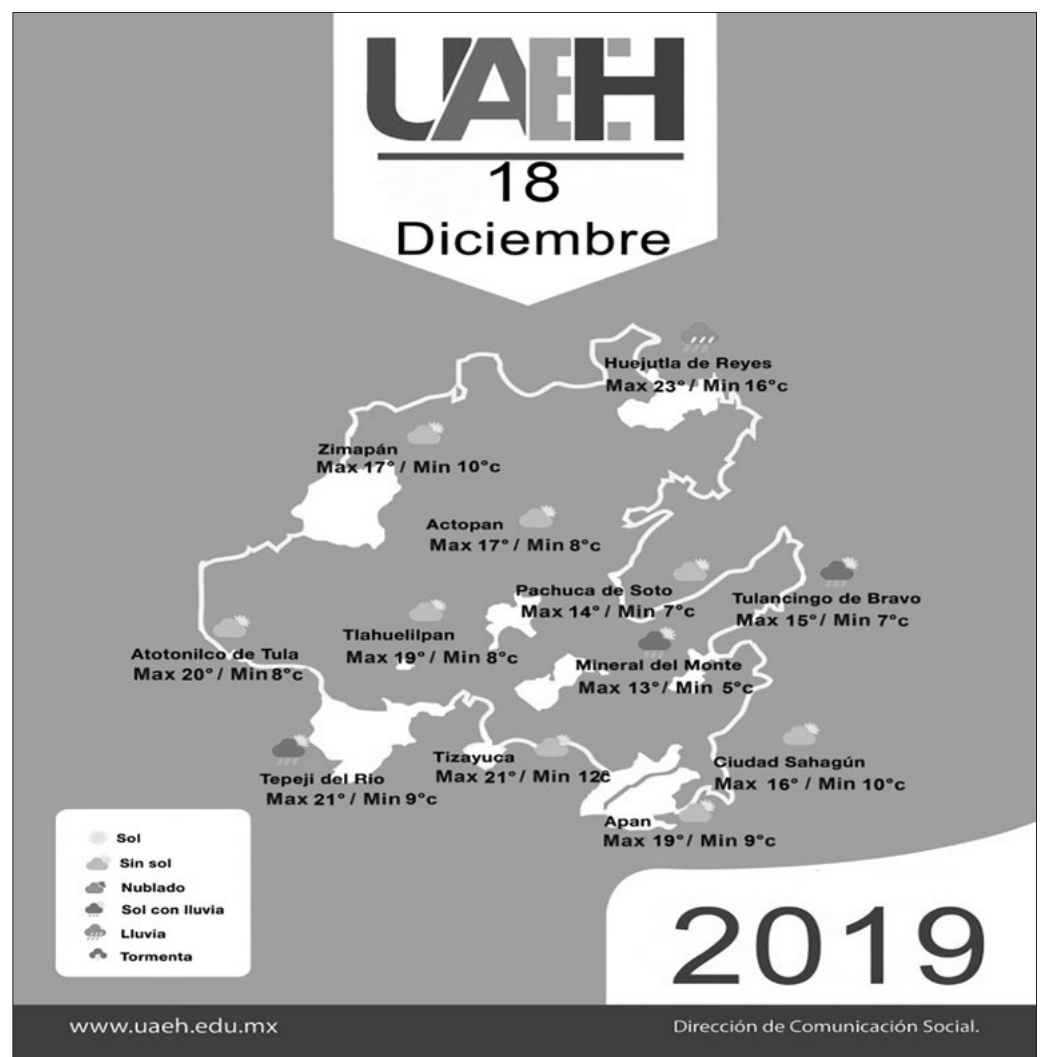 UAEH
18
Diciembre
Huejutla de Reyes
Max 23° / Min 16°c
Zimapán
Max 17° / Min 10°c
Actopan
Max 17° / Min 8°c
Pachuca de Soto
Max 14° / Min 7°c
Tulancingo de Bravo
Max 15° / Min 7°c
Tlahuelilpan
Max 19° / Min 8°c
Atotonilco de Tula
Max 20° / Min 8°c
Mineral del Monte
Max 13° / Min 5°c
Tizayuca
Max 21° / Min 12c
Ciudad Sahagún
Max 16° / Min 10°c
Tepeji del Rio
Max 21° / Min 9°c
Apan
Max 19° / Min 9°c
Sol
Sin sol
Nublado
Sol con lluvia
Lluvia
Tormenta
2019
www.uaeh.edu.mx
Dirección de Comunicación Social.